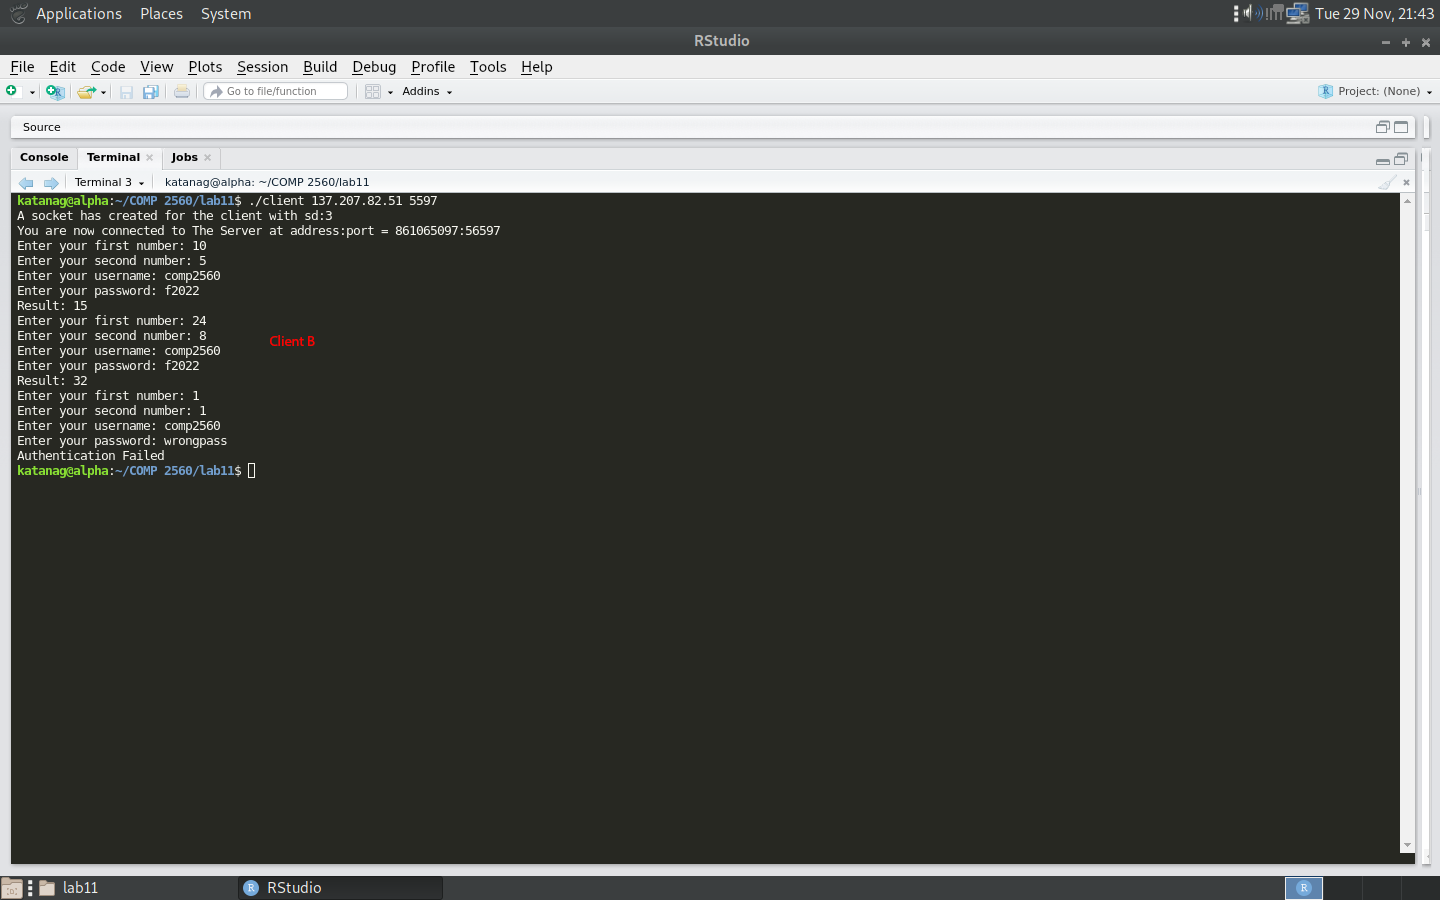 Applications Places System Tue 29 Nov, 21:43
RStudio
File Edit Code View Plots Session Build Debug Profile Tools Help
Go to file/function Addins Project: (None)
Source
Console Terminal Jobs
Terminal 3 katanag@alpha: ~/COMP 2560/lab11
katanag@alpha:~/COMP 2560/lab11$ ./client 137.207.82.51 5597
A socket has created for the client with sd:3
You are now connected to The Server at address:port = 861065097:56597
Enter your first number: 10
Enter your second number: 5
Enter your username: comp2560
Enter your password: f2022
Result: 15
Enter your first number: 24
Enter your second number: 8
Client B
Enter your username: comp2560
Enter your password: f2022
Result: 32
Enter your first number: 1
Enter your second number: 1
Enter your username: comp2560
Enter your password: wrongpass
Authentication Failed
katanag@alpha:~/COMP 2560/lab11$
lab11 RStudio